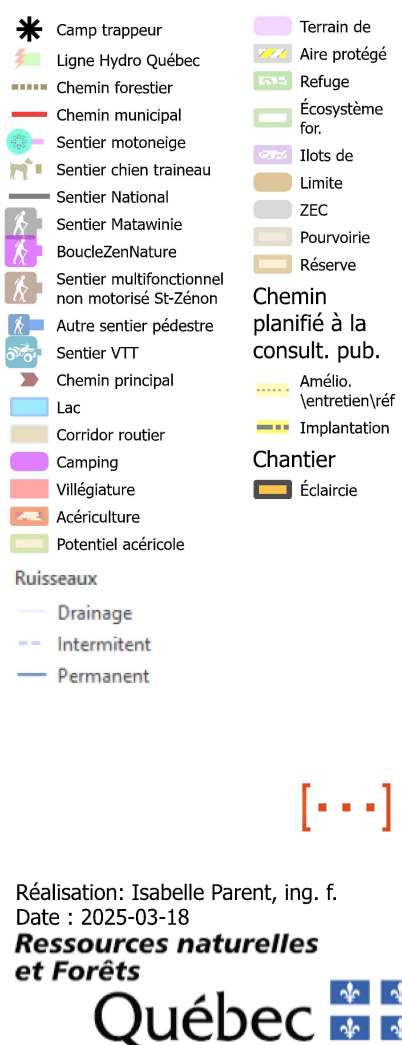 Camp trappeur
Ligne Hydro Québec
Chemin forestier
Chemin municipal
Sentier motoneige
Sentier chien traineau
Sentier National
Sentier Matawinie
BoucleZenNature
Sentier multifonctionnel
non motorisé St-Zénon
Autre sentier pédestre
Sentier VTT
Chemin principal
Lac
Corridor routier
Camping
Villégiature
Acériculture
Potentiel acéricole
Ruisseaux
Drainage
Intermitent
Permanent
Terrain de
Aire protégé
Refuge
Écosystème
for.
Ilots de
Limite
ZEC
Pourvoirie
Réserve
Chemin
planifié à la
consult. pub.
Amélio.
\entretien\réf
Implantation
Chantier
Éclaircie
[...]
Réalisation: Isabelle Parent, ing. f.
Date : 2025-03-18
Ressources naturelles
et Forêts
Québec